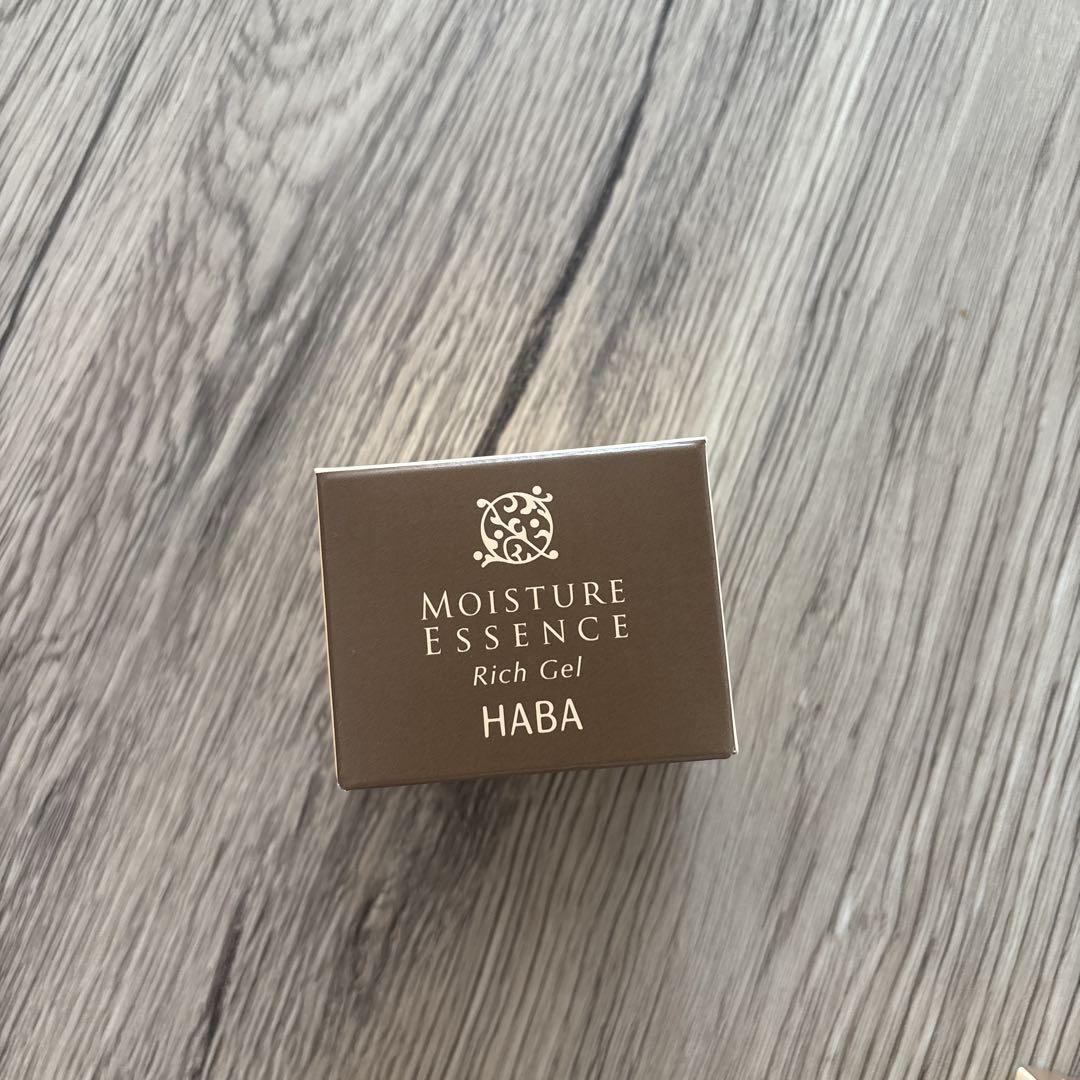 MOISTURE
ESSENCE
Rich Gel
HABA